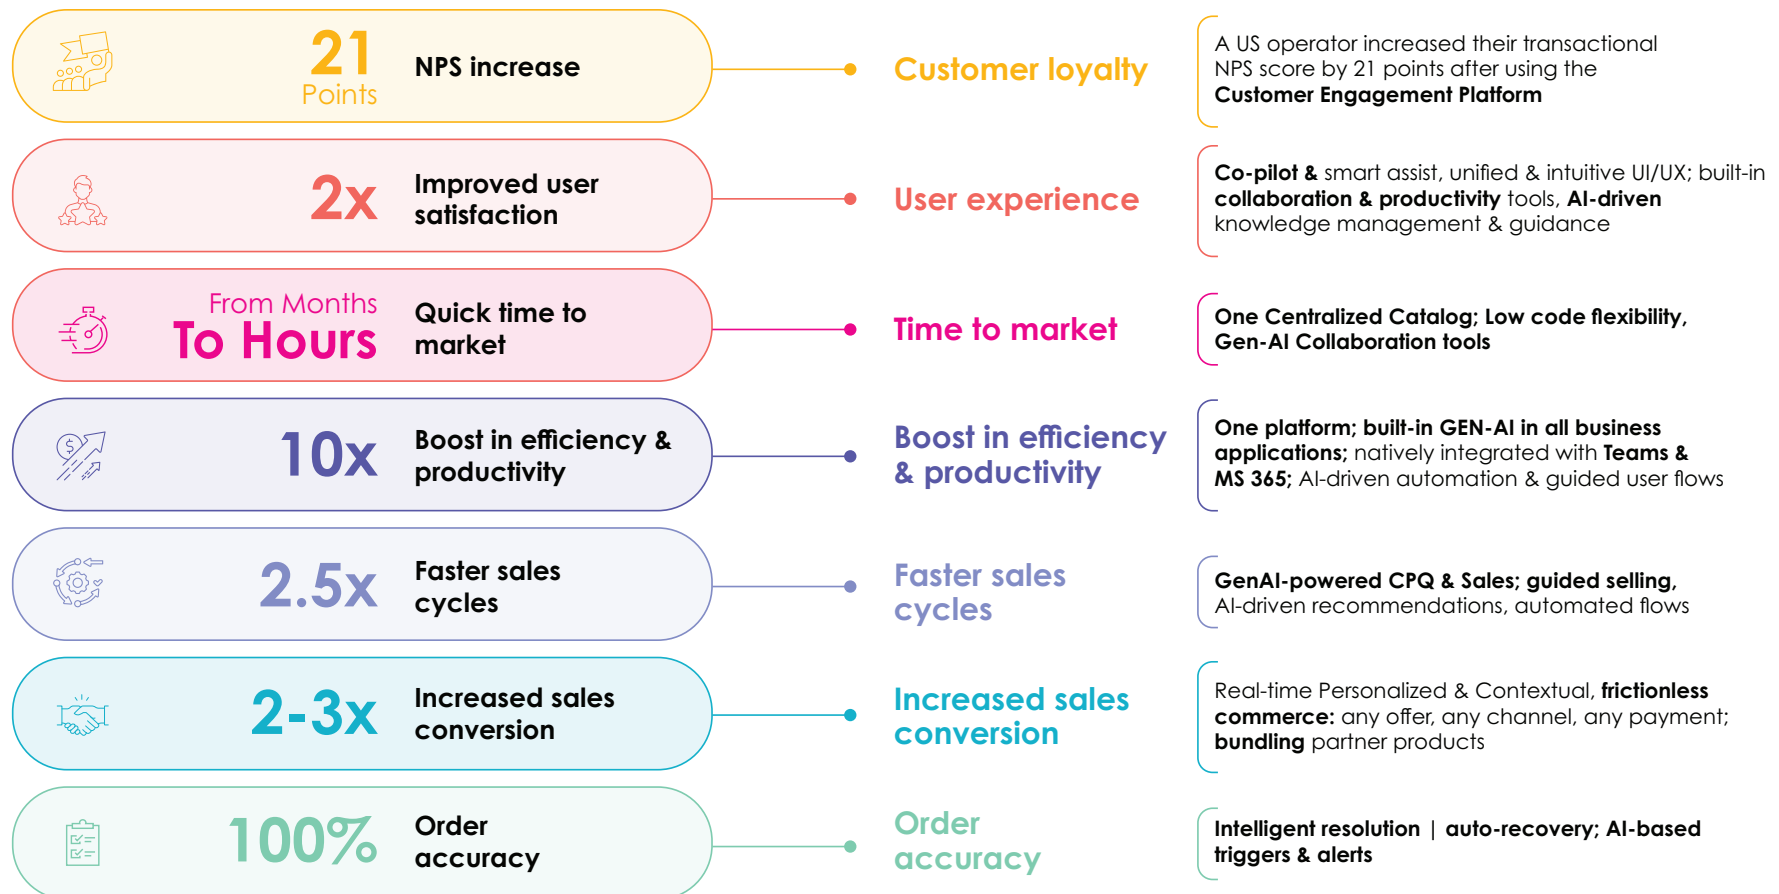 21
Points
NPS increase
Customer loyalty
A US operator increased their transactional
NPS score by 21 points after using the
Customer Engagement Platform
2x
Improved user
satisfaction
User experience
Co-pilot & smart assist, unified & intuitive UI/UX; built-in
collaboration & productivity tools, AI-driven
knowledge management & guidance
From Months
To Hours
Quick time to
market
Time to market
One Centralized Catalog; Low code flexibility,
Gen-AI Collaboration tools
10x
Boost in efficiency &
productivity
Boost in efficiency
& productivity
One platform; built-in GEN-AI in all business
applications; natively integrated with Teams &
MS 365; AI-driven automation & guided user flows
2.5x
Faster sales
cycles
Faster sales
cycles
GenAI-powered CPQ & Sales; guided selling,
AI-driven recommendations, automated flows
2-3x
Increased sales
conversion
Increased sales
conversion
Real-time Personalized & Contextual, frictionless
commerce: any offer, any channel, any payment;
bundling partner products
100%
Order
accuracy
Order
accuracy
Intelligent resolution | auto-recovery; AI-based
triggers & alerts